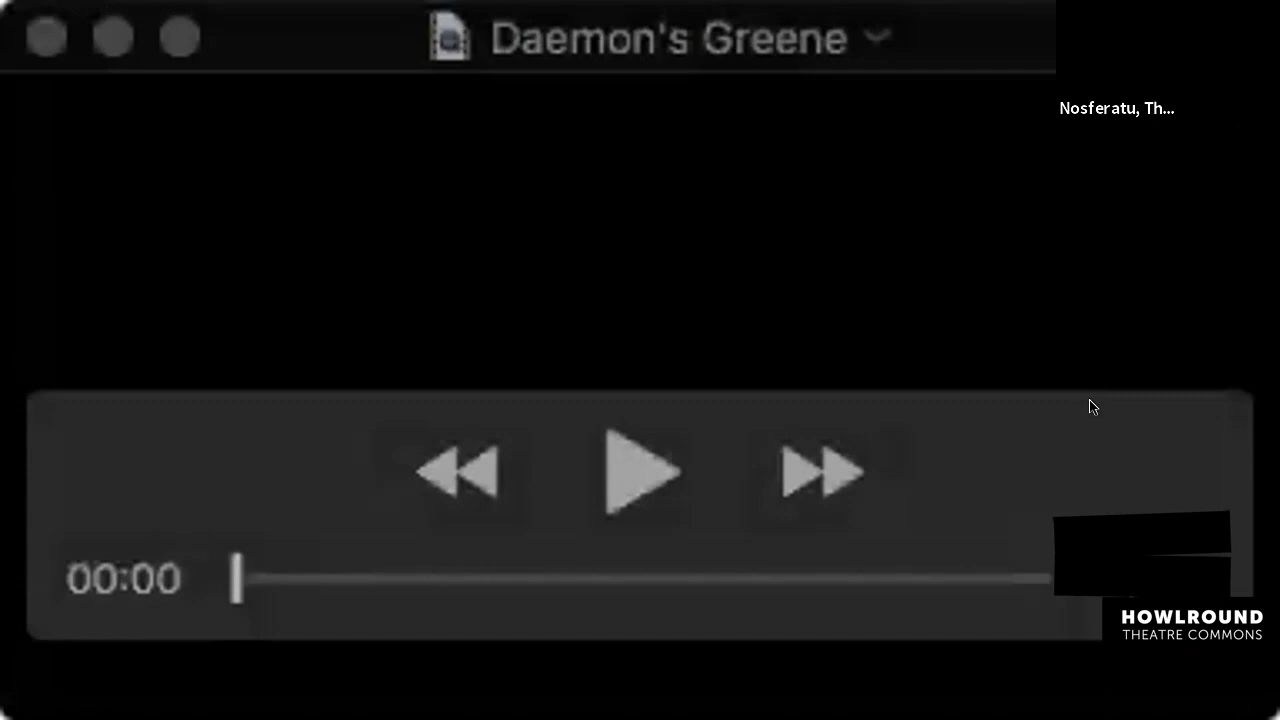 Daemon's Greene
Nosferatu, Th...
00:00
HOWLROUND
THEATRE COMMONS